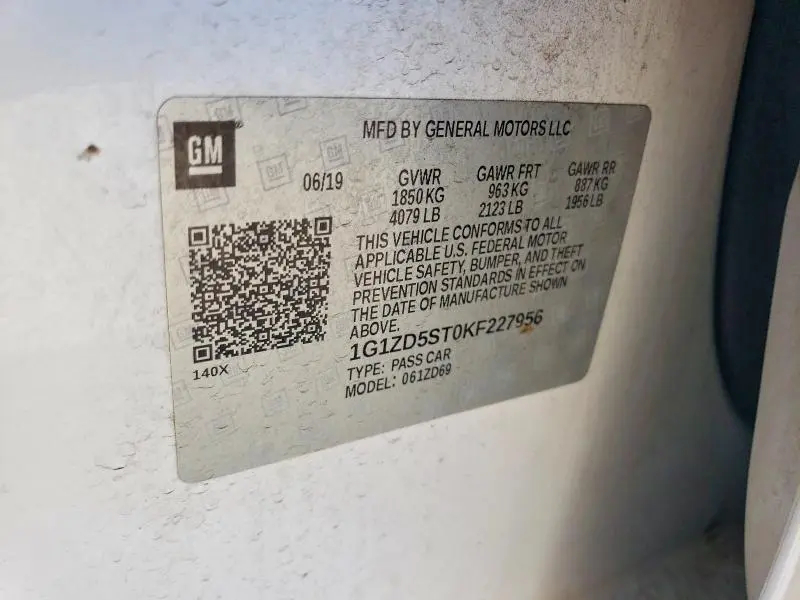 GM
MFD BY GENERAL MOTORS LLC
06/19
GVWR
1850 KG
4079 LB
GAWR FRT
963 KG
2123 LB
GAWR RR
887 KG
1956 LB
THIS VEHICLE CONFORMS TO ALL
APPLICABLE U.S. FEDERAL MOTOR
VEHICLE SAFETY, BUMPER, AND THEFT
PREVENTION STANDARDS IN EFFECT ON
THE DATE OF MANUFACTURE SHOWN
ABOVE.
1G1ZD5ST0KF227956
TYPE: PASS CAR
MODEL: 061ZD69
140X